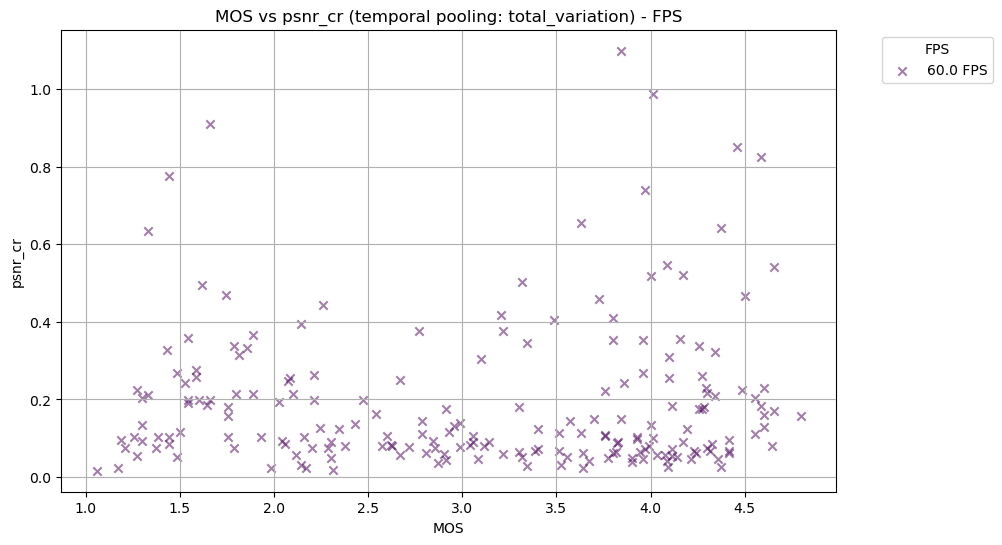 MOS vs psnr_cr (temporal pooling: total_variation) - FPS
FPS
60.0 FPS
psnr_cr
1.0
0.8
0.6
0.4
0.2
0.0
1.0 1.5 2.0 2.5 3.0 3.5 4.0 4.5
MOS